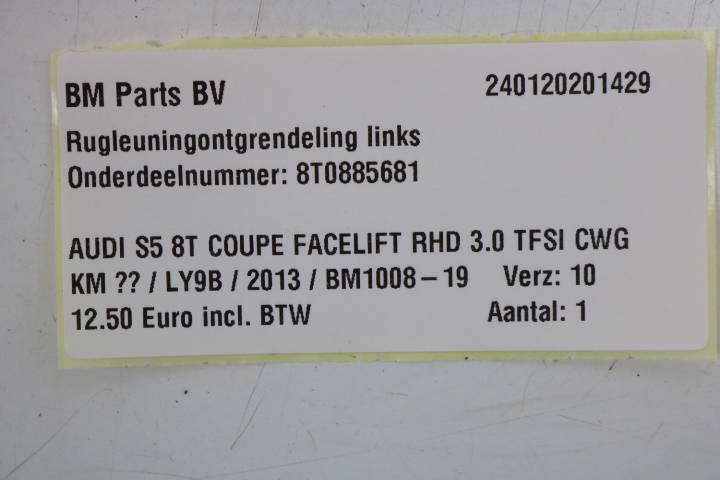 BM Parts BV 240120201429
Rugleuningontgrendeling links
Onderdeelnummer: 8T0885681
AUDI S5 8T COUPE FACELIFT RHD 3.0 TFSI CWG
KM ?? / LY9B / 2013 / BM1008-19 Verz: 10
12.50 Euro incl. BTW Aantal: 1